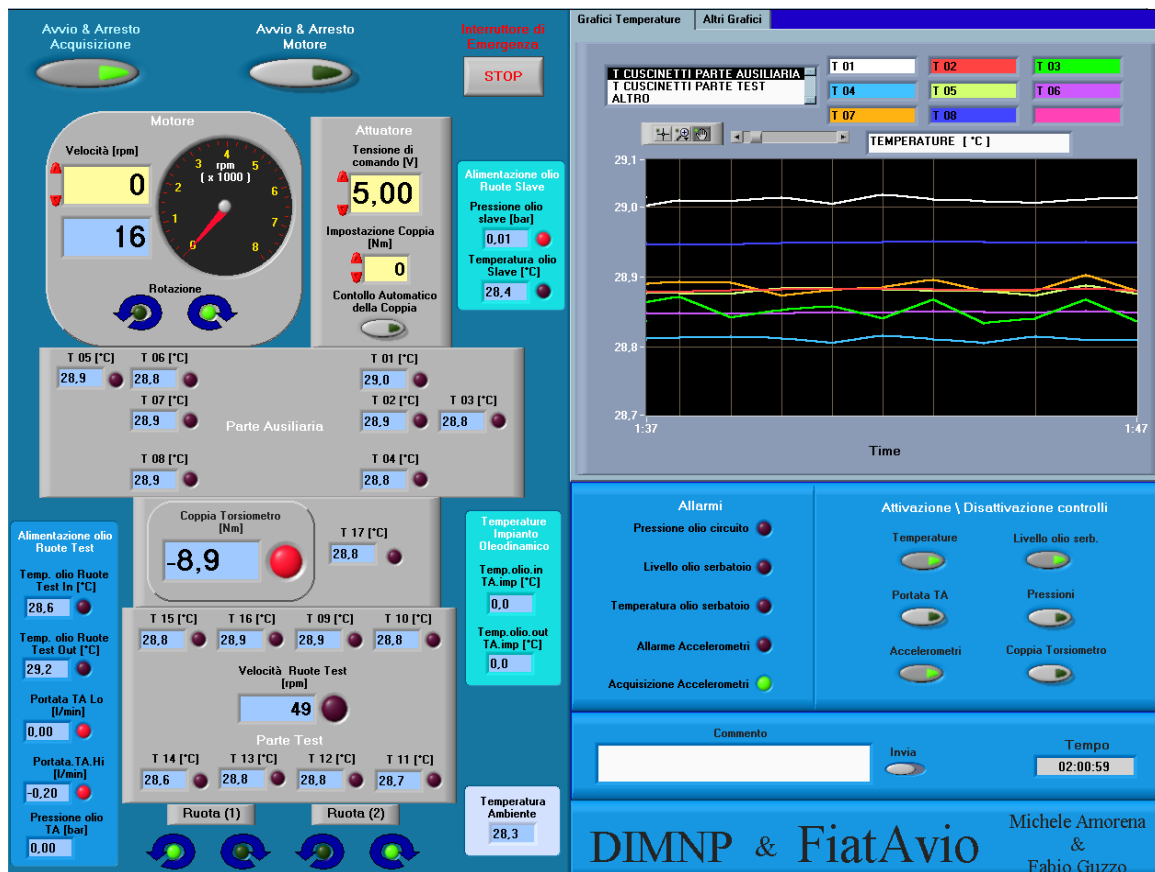 Avvio & Arresto
Acquisizione
Avvio & Arresto
Motore
Interruttore di
Emergenza
STOP
Motore
Velocità [rpm]
0
16
rpm
( x 1000 )
0
1
2
3
4
5
6
7
8
Rotazione
Attuatore
Tensione di
comando [V]
5,00
Impostazione Coppia
[Nm]
0
Contollo Automatico
della Coppia
Alimentazione olio
Ruote Slave
Pressione olio
slave [bar]
0,01
Temperatura olio
Slave [°C]
28,4
T 05 [°C]
28,9
T 06 [°C]
28,8
T 07 [°C]
28,9
T 08 [°C]
28,9
Parte Ausiliaria
T 01 [°C]
29,0
T 02 [°C]
28,9
T 03 [°C]
28,8
T 04 [°C]
28,8
Coppia Torsiometro
[Nm]
-8,9
T 17 [°C]
28,8
Alimentazione olio
Ruote Test
Temp. olio Ruote
Test In [°C]
28,6
Temp. olio Ruote
Test Out [°C]
29,2
Portata TA Lo
[l/min]
0,00
Portata.TA.Hi
[l/min]
-0,20
Pressione olio
TA [bar]
0,00
T 15 [°C]
28,8
T 16 [°C]
28,9
T 09 [°C]
28,9
T 10 [°C]
28,8
Velocità Ruote Test
[rpm]
49
Parte Test
T 14 [°C]
28,6
T 13 [°C]
28,8
T 12 [°C]
28,8
T 11 [°C]
28,7
Ruota (1)
Ruota (2)
Temperature
Impianto
Oleodinamico
Temp.olio.in
TA.imp [°C]
0,0
Temp.olio.out
TA.imp [°C]
0,0
Temperatura
Ambiente
28,3
Grafici Temperature
Altri Grafici
T CUSCINETTI PARTE AUSILIARIA
T CUSCINETTI PARTE TEST
ALTRO
T 01
T 02
T 03
T 04
T 05
T 06
T 07
T 08
TEMPERATURE [ °C ]
29,1
29,0
28,9
28,8
28,7
1:37
1:47
Time
Allarmi
Pressione olio circuito
Livello olio serbatoio
Temperatura olio serbatoio
Allarme Accelerometri
Acquisizione Accelerometri
Attivazione \ Disattivazione controlli
Temperature
Livello olio serb.
Portata TA
Pressioni
Accelerometri
Coppia Torsiometro
Commento
Invia
Tempo
02:00:59
DIMNP & FiatAvio
Michele Amorena
&
Fabio Guzzo